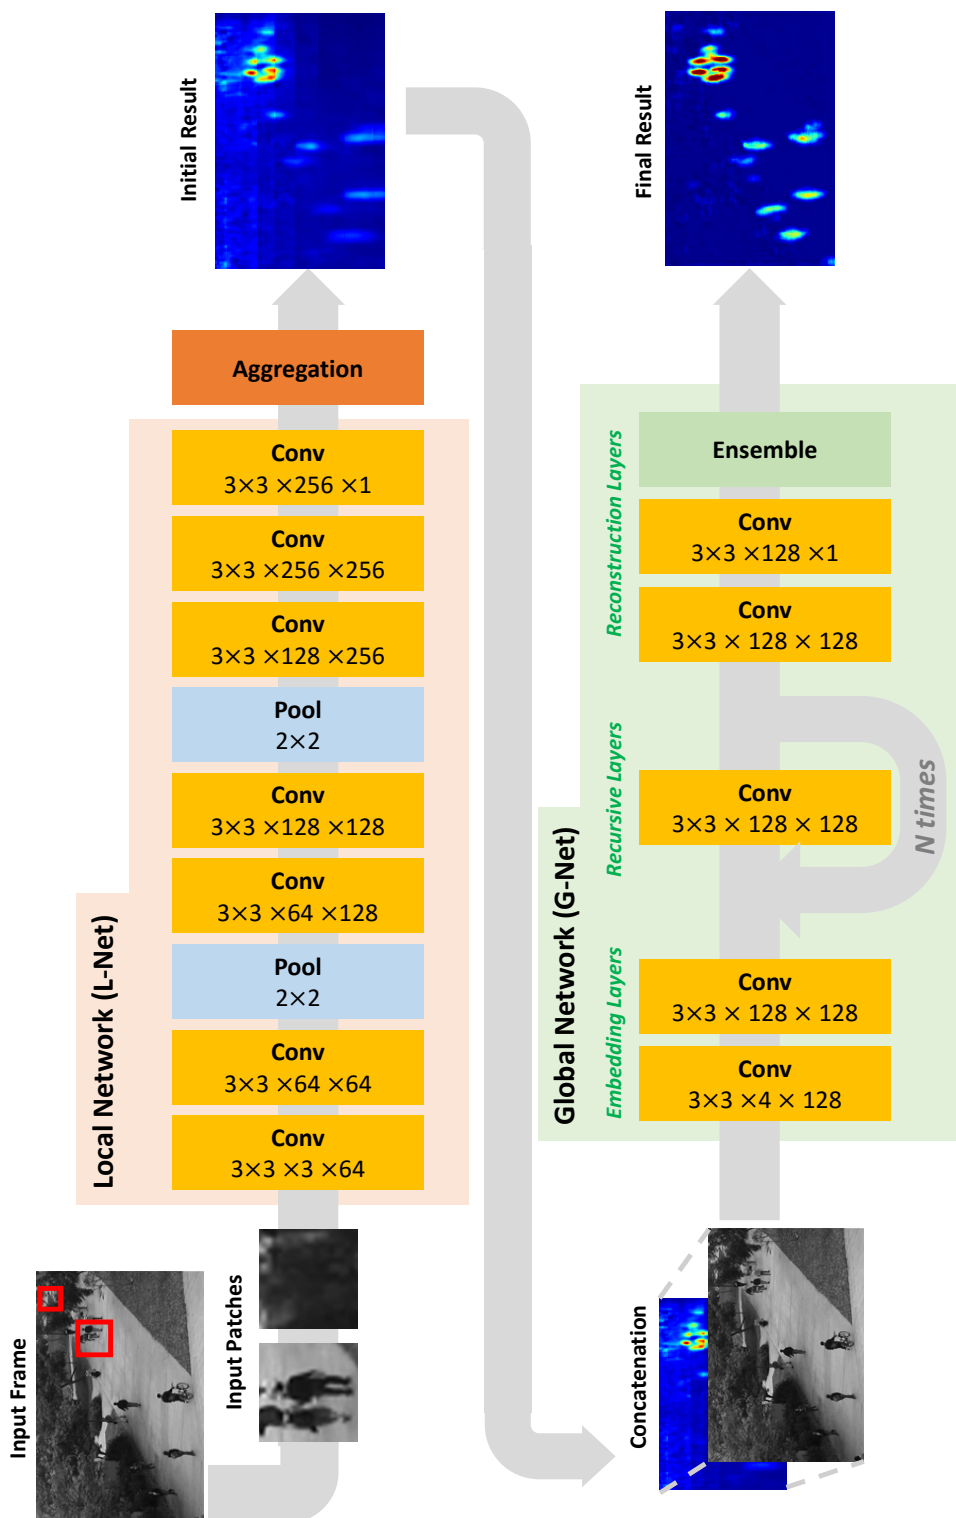 Initial Result
Aggregation
Conv
3×3 ×256 ×1
Conv
3×3 ×256 ×256
Conv
3×3 ×128 ×256
Pool
2×2
Conv
3×3 ×128 ×128
Conv
3×3 ×64 ×128
Pool
2×2
Conv
3×3 ×64 ×64
Conv
3×3 ×3 ×64
Local Network (L-Net)
Input Frame
Input Patches
Final Result
Ensemble
Conv
3×3 ×128 ×1
Conv
3×3 × 128 × 128
Reconstruction Layers
Conv
3×3 × 128 × 128
Recursive Layers
N times
Conv
3×3 × 128 × 128
Conv
3×3 ×4 × 128
Embedding Layers
Global Network (G-Net)
Concatenation